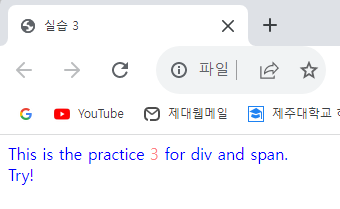 실습 3
파일
YouTube
제대웹메일
제주대학교
This is the practice 3 for div and span.
Try!